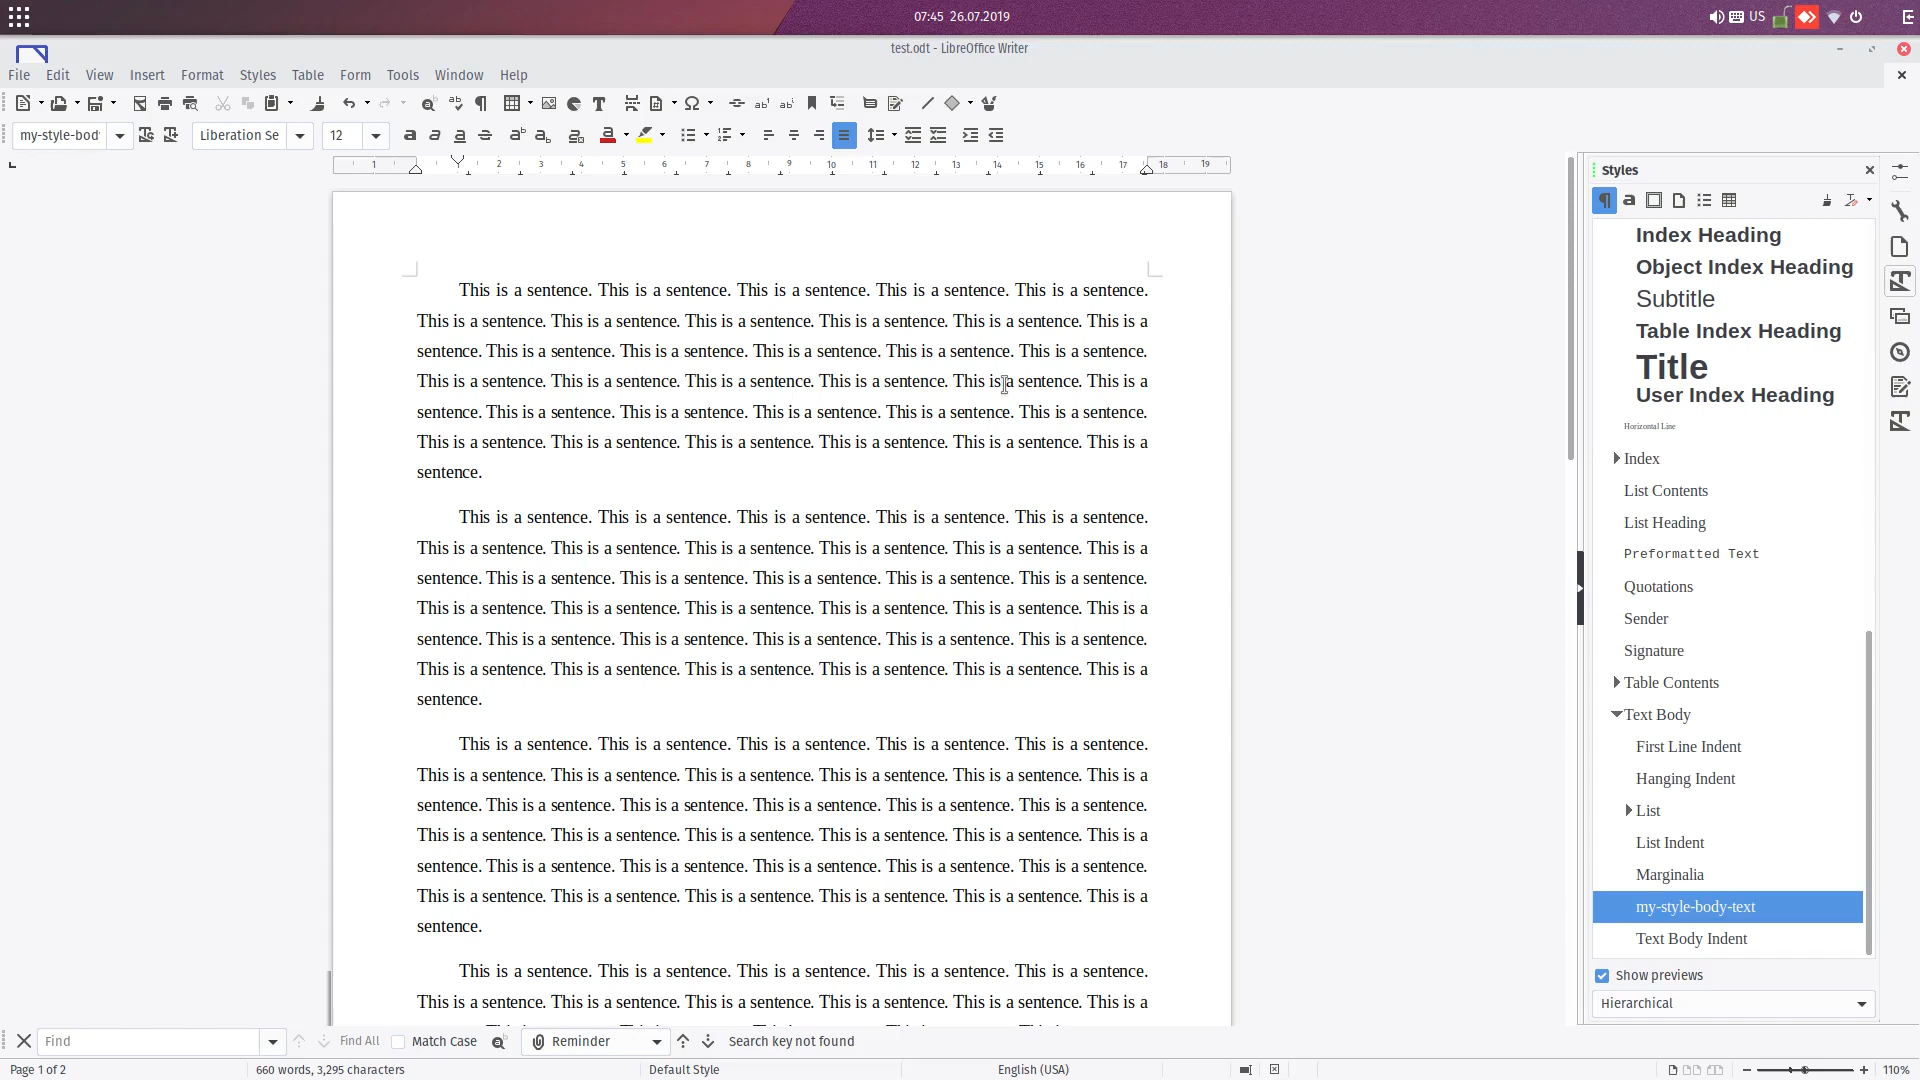 07:45 26.07.2019
US
test.odt - LibreOffice Writer
File Edit View Insert Format Styles Table Form Tools Window Help
my-style-body Liberation Se 12
1 1 2 3 4 5 6 7 8 9 10 11 12 13 14 15 16 17 18 19
This is a sentence. This is a sentence. This is a sentence. This is a sentence. This is a sentence.
This is a sentence. This is a sentence. This is a sentence. This is a sentence. This is a sentence. This is a
sentence. This is a sentence. This is a sentence. This is a sentence. This is a sentence. This is a sentence.
This is a sentence. This is a sentence. This is a sentence. This is a sentence. This is a sentence. This is a
sentence. This is a sentence. This is a sentence. This is a sentence. This is a sentence. This is a sentence.
This is a sentence. This is a sentence. This is a sentence. This is a sentence. This is a sentence. This is a
sentence.
This is a sentence. This is a sentence. This is a sentence. This is a sentence. This is a sentence.
This is a sentence. This is a sentence. This is a sentence. This is a sentence. This is a sentence. This is a
sentence. This is a sentence. This is a sentence. This is a sentence. This is a sentence. This is a sentence.
This is a sentence. This is a sentence. This is a sentence. This is a sentence. This is a sentence. This is a
sentence. This is a sentence. This is a sentence. This is a sentence. This is a sentence. This is a sentence.
This is a sentence. This is a sentence. This is a sentence. This is a sentence. This is a sentence. This is a
sentence.
This is a sentence. This is a sentence. This is a sentence. This is a sentence. This is a sentence.
This is a sentence. This is a sentence. This is a sentence. This is a sentence. This is a sentence. This is a
sentence. This is a sentence. This is a sentence. This is a sentence. This is a sentence. This is a sentence.
This is a sentence. This is a sentence. This is a sentence. This is a sentence. This is a sentence. This is a
sentence. This is a sentence. This is a sentence. This is a sentence. This is a sentence. This is a sentence.
This is a sentence. This is a sentence. This is a sentence. This is a sentence. This is a sentence. This is a
sentence.
This is a sentence. This is a sentence. This is a sentence. This is a sentence. This is a sentence.
This is a sentence. This is a sentence. This is a sentence. This is a sentence. This is a sentence. This is a
Styles
Index Heading
Object Index Heading
Subtitle
Table Index Heading
Title
User Index Heading
Horizontal Line
Index
List Contents
List Heading
Preformatted Text
Quotations
Sender
Signature
Table Contents
Text Body
First Line Indent
Hanging Indent
List
List Indent
Marginalia
my-style-body-text
Text Body Indent
Show previews
Hierarchical
Find Find All Match Case Reminder Search key not found
Page 1 of 2 660 words, 3,295 characters Default Style English (USA) 110%